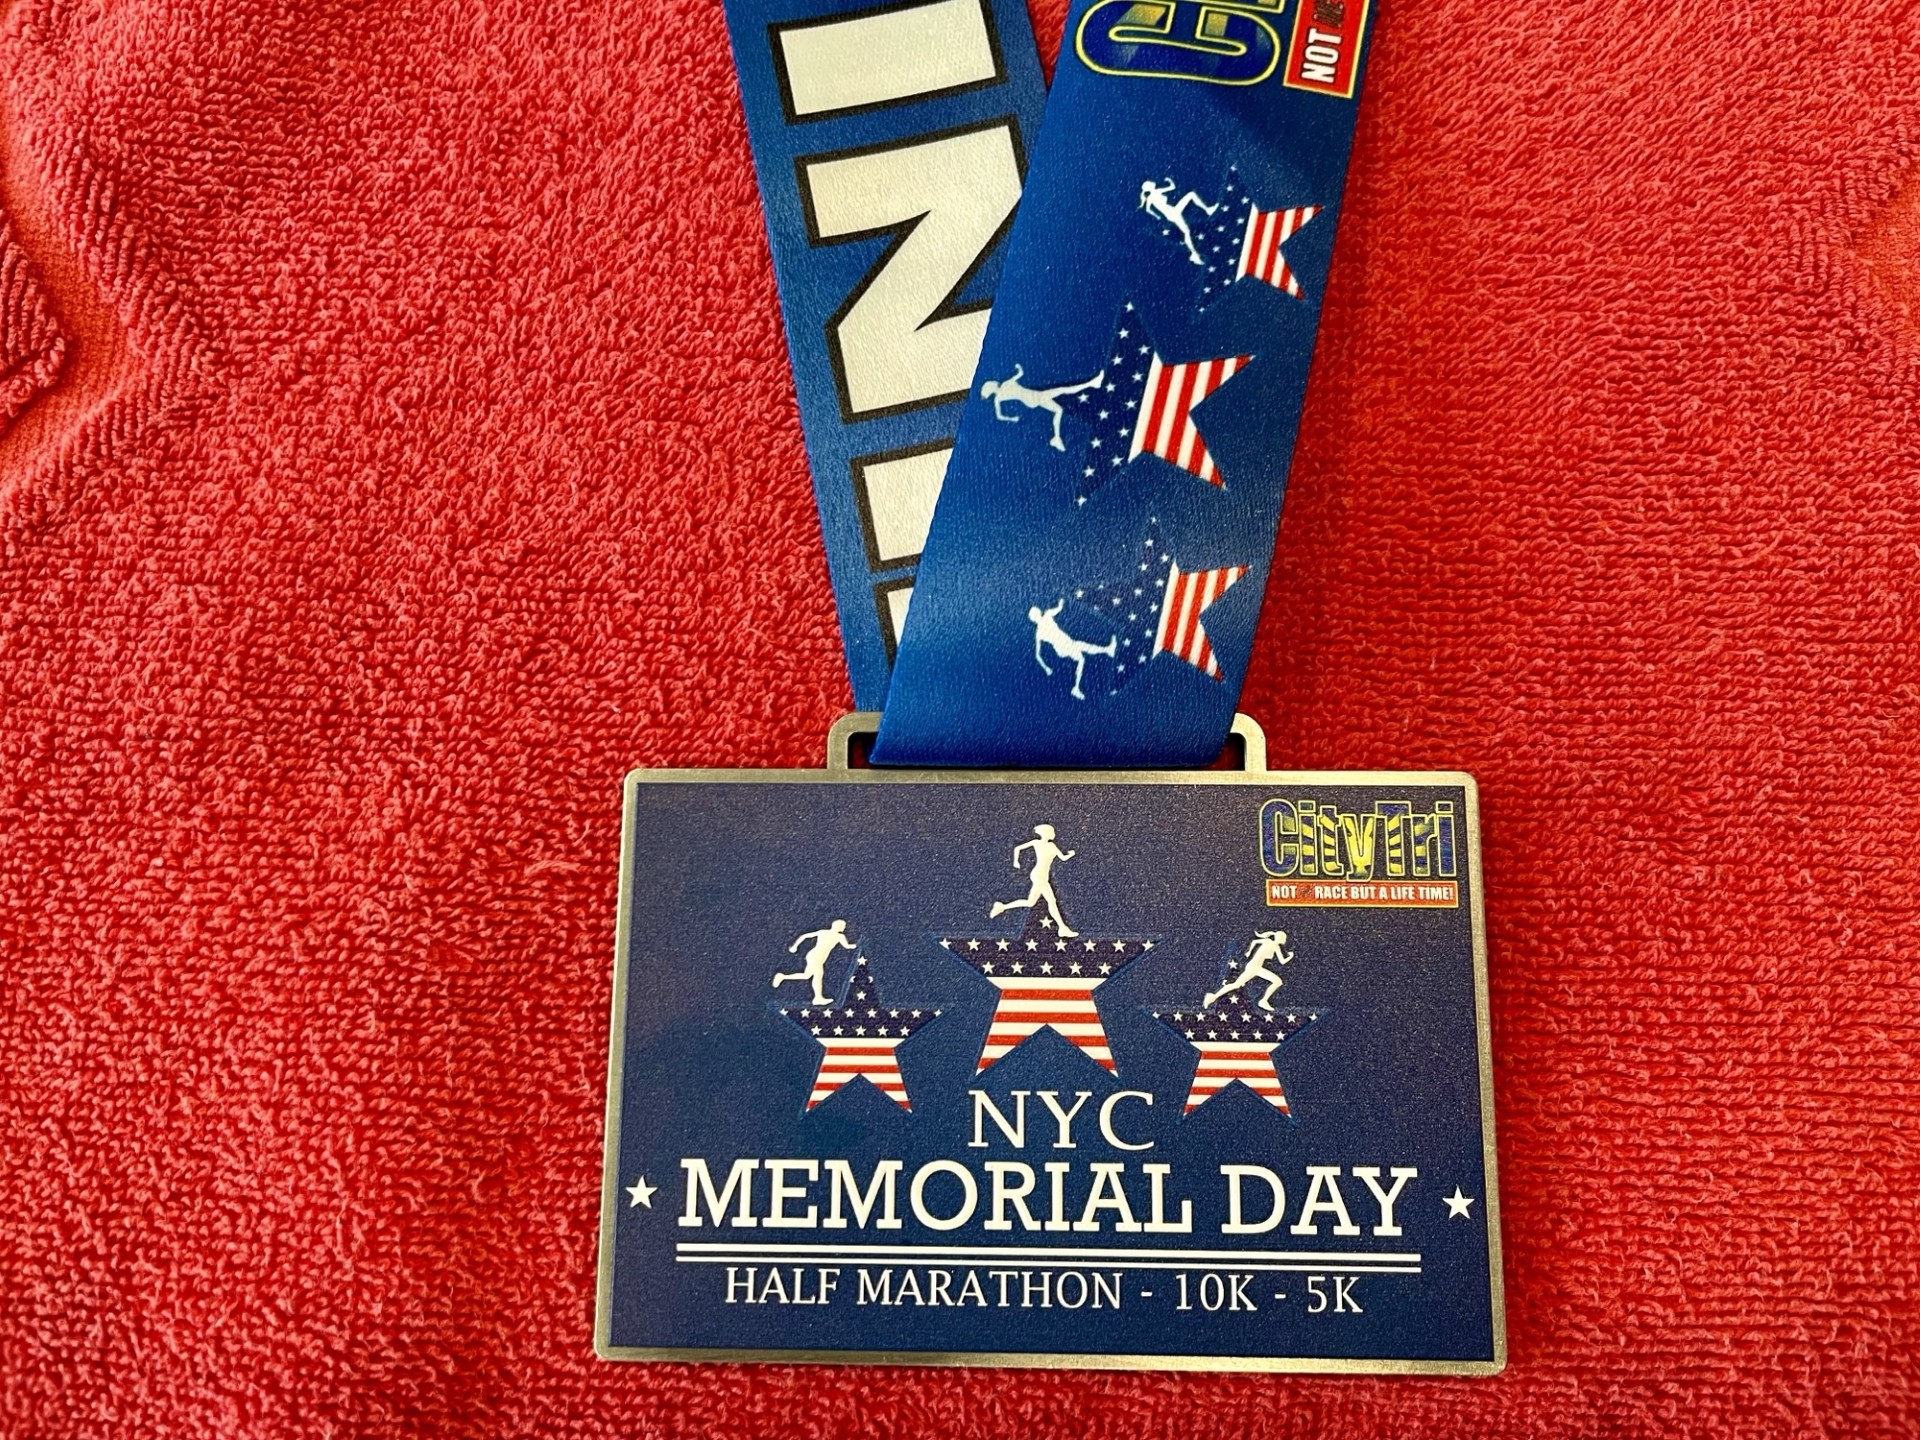 NOT
CityTri
NOT RACE BUT A LIFE TIME!
NYC
MEMORIAL DAY
HALF MARATHON - 10K - 5K